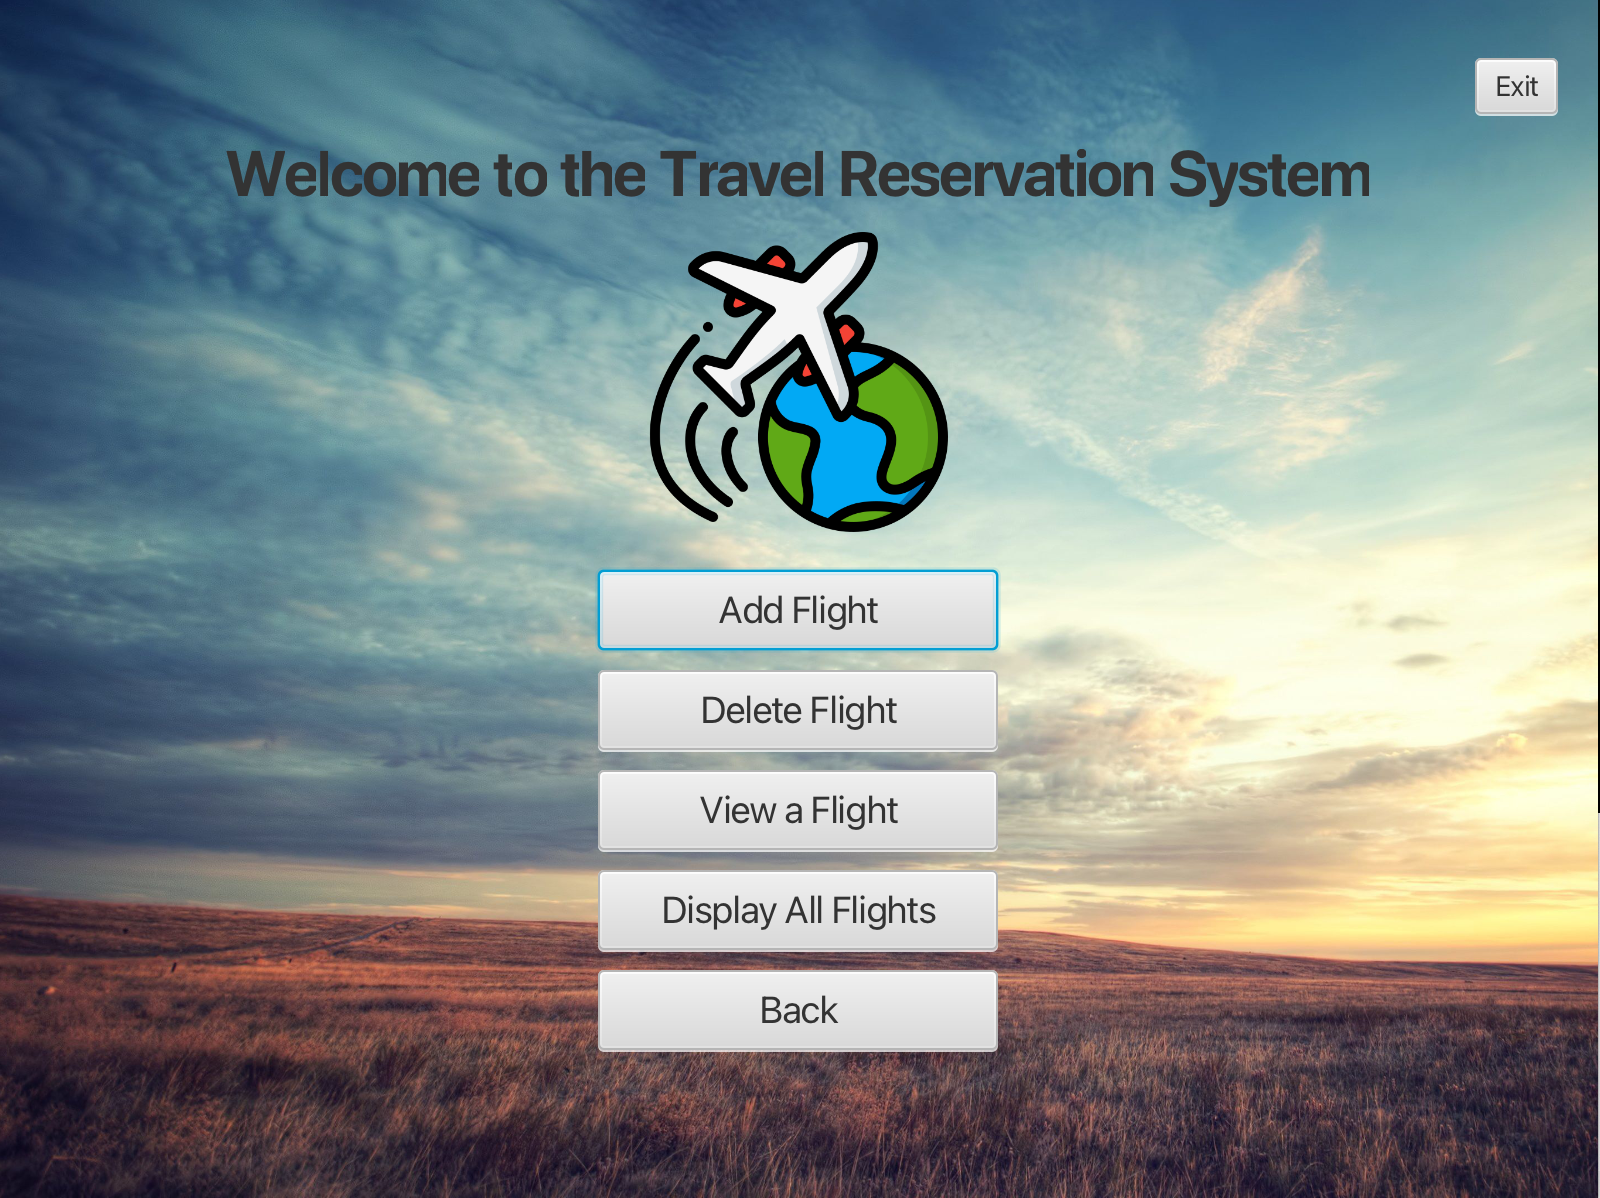 Exit
Welcome to the Travel Reservation System
Add Flight
Delete Flight
View a Flight
Display All Flights
Back